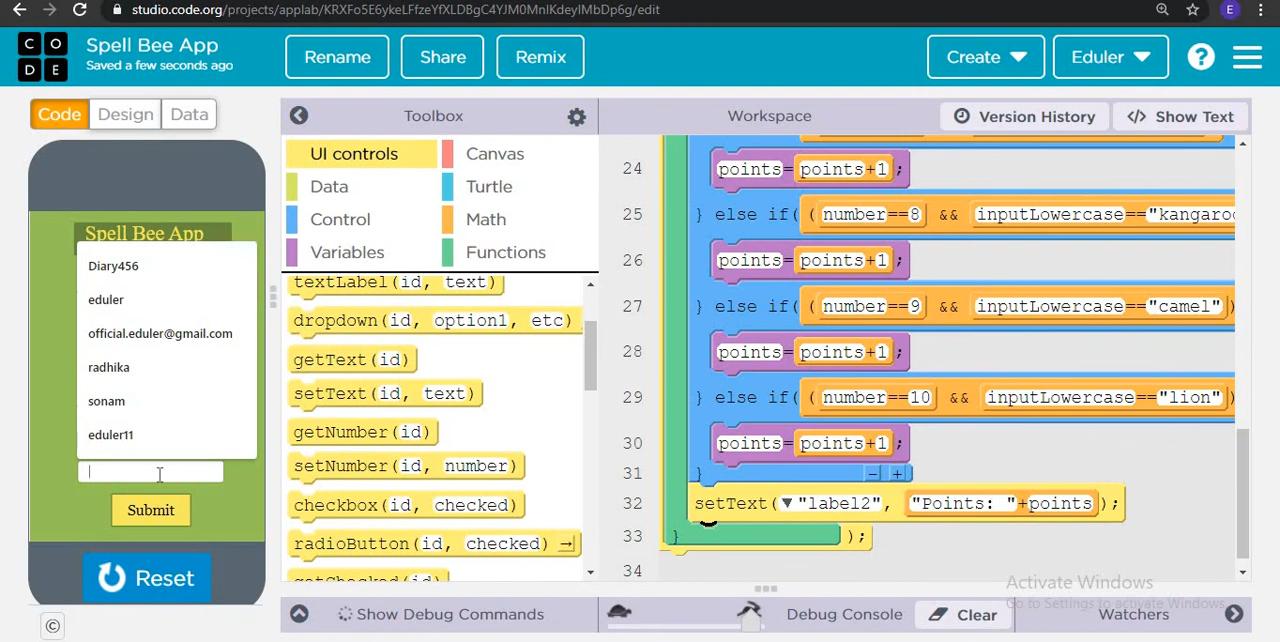 studio.code.org/projects/applab/KRXFo5E6ykeLFfzeYfXLDBgC4YJM0MnlKdeylMbDp6g/edit
E
C O
D E
Spell Bee App
Saved a few seconds ago
Rename
Share
Remix
Create
Eduler
?
Code
Design
Data
Toolbox
Workspace
Version History
</> Show Text
UI controls
Canvas
Data
Turtle
Control
Math
Variables
Functions
textLabel(id, text)
dropdown(id, option1, etc)
getText(id)
setText(id, text)
getNumber(id)
setNumber(id, number)
checkbox(id, checked)
radioButton(id, checked)
getChecked(id)
Spell Bee App
Diary456
eduler
official.eduler@gmail.com
radhika
sonam
eduler11
Submit
Reset
24 points=points+1;
25 } else if( ( number==8 && inputLowercase=="kangaroo
26 points=points+1;
27 } else if( ( number==9 && inputLowercase=="camel")
28 points=points+1;
29 } else if( ( number==10 && inputLowercase=="lion")
30 points=points+1;
31 } - +
32 setText("label2", "Points: "+points);
33 } );
34
Activate Windows
Go to Settings to activate Windows.
Show Debug Commands
Debug Console
Clear
Watchers
©